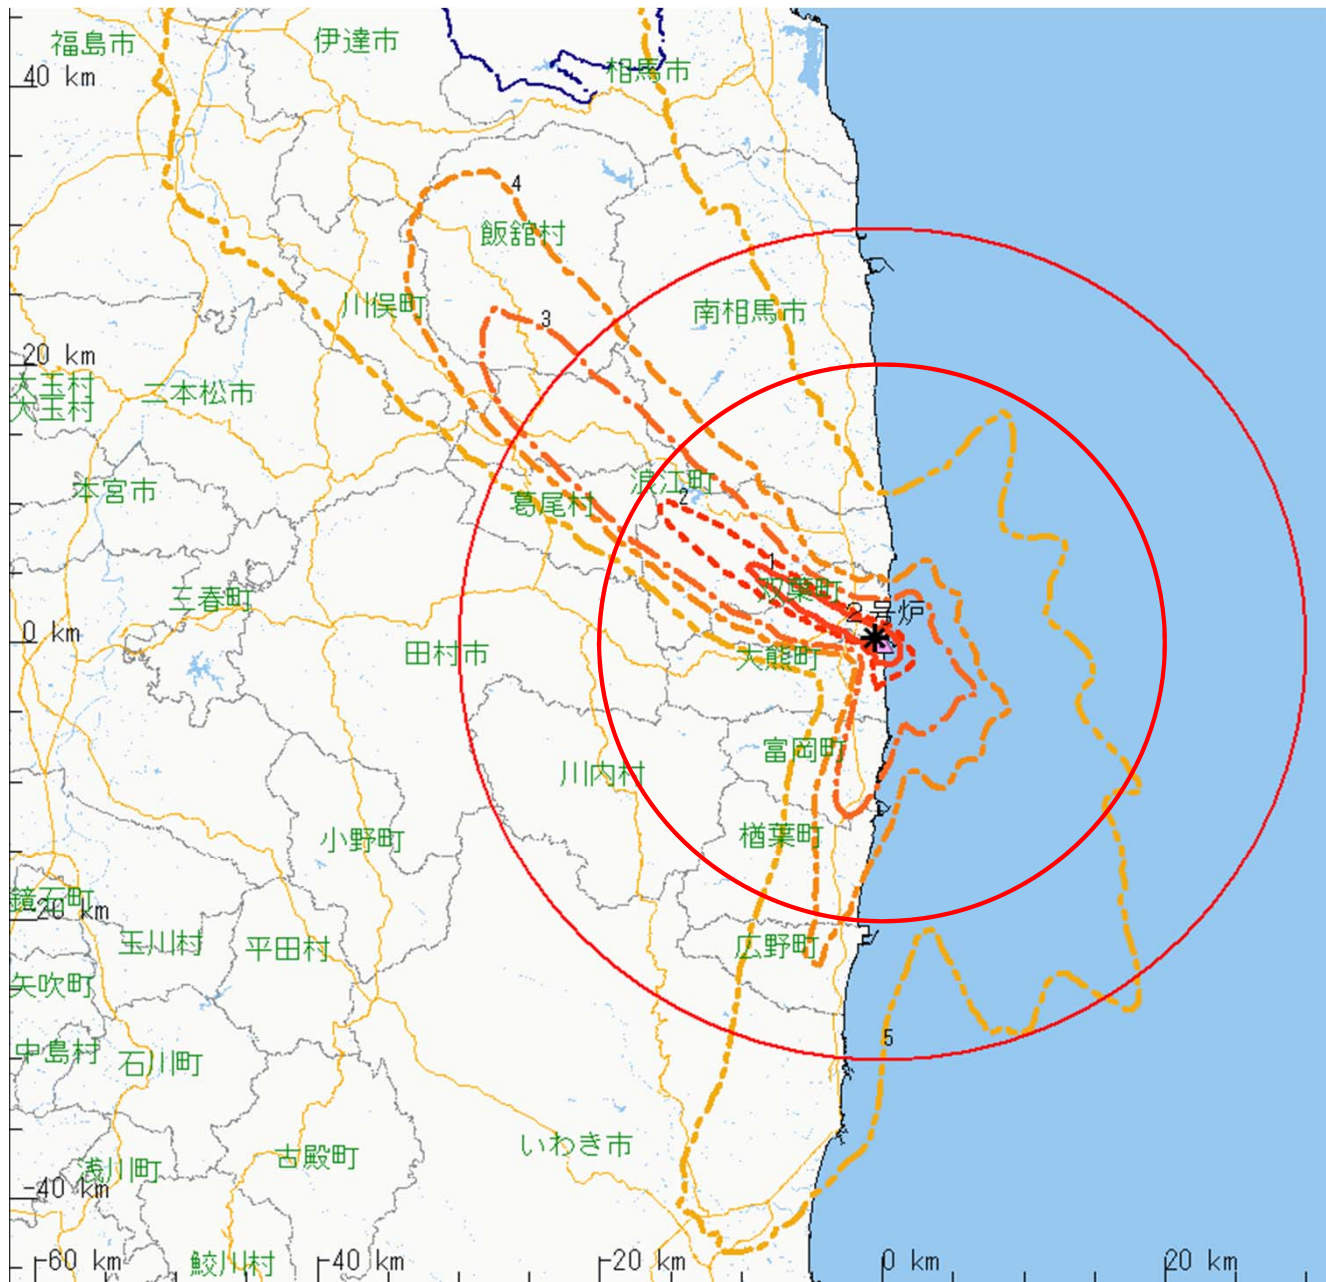 福島市
伊達市
相馬市
40 km
4
飯舘村
川俣町
3
南相馬市
20 km
大玉村
大玉村
二本松市
浪江町
2
本宮市
葛尾村
1
双葉町
三春町
2号炉
0 km
田村市
大熊町
富岡町
川内村
小野町
楢葉町
鏡石町
-20 km
玉川村
平田村
広野町
矢吹町
中島村
石川町
5
いわき市
古殿町
浅川町
-40 km
鮫川村
-60 km
-40 km
-20 km
0 km
20 km